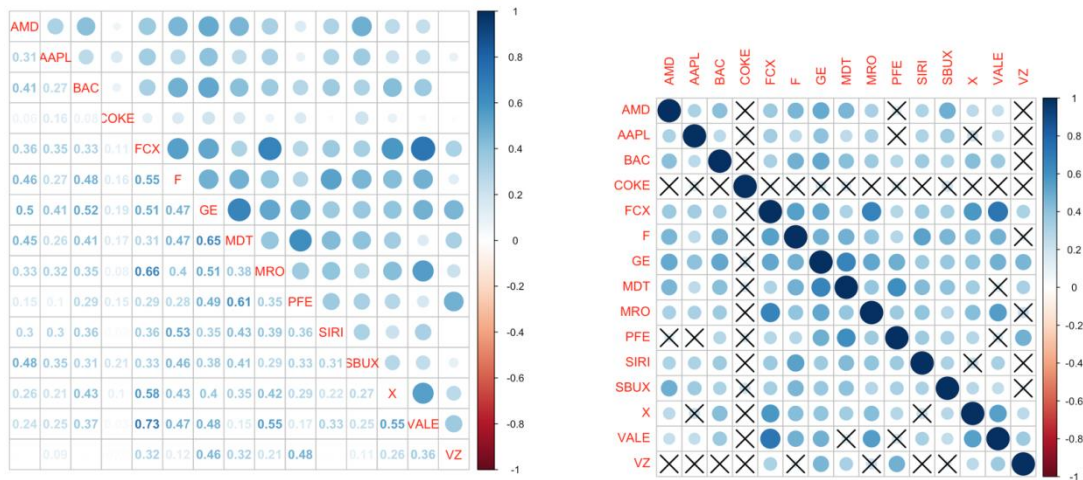 AMD
0.31 AAPL
0.41 0.27 BAC
0.16 COKE
0.36 0.35 0.33 0.11 FCX
0.46 0.27 0.48 0.16 0.55 F
0.5 0.41 0.52 0.19 0.51 0.47 GE
0.45 0.26 0.41 0.31 0.47 0.65 MDT
0.33 0.32 0.35 0.66 0.4 0.51 0.38 MRO
0.15 0.1 0.29 0.15 0.29 0.28 0.49 0.61 0.35 PFE
0.3 0.3 0.36 0.36 0.53 0.35 0.43 0.39 0.36 SIRI
0.48 0.35 0.31 0.21 0.33 0.46 0.38 0.41 0.29 0.33 0.31 SBUX
0.26 0.21 0.43 0.58 0.43 0.4 0.35 0.42 0.29 0.22 0.27 X
0.24 0.25 0.37 0.73 0.47 0.48 0.15 0.55 0.17 0.33 0.25 0.55 VALE
0.09 0.32 0.12 0.46 0.32 0.21 0.48 0.11 0.26 0.36 VZ
1
0.8
0.6
0.4
0.2
0
-0.2
-0.4
-0.6
-0.8
-1
AMD AAPL BAC COKE FCX F GE MDT MRO PFE SIRI SBUX X VALE VZ
AMD
AAPL
BAC
COKE
FCX
F
GE
MDT
MRO
PFE
SIRI
SBUX
X
VALE
VZ
1
0.8
0.6
0.4
0.2
0
-0.2
-0.4
-0.6
-0.8
-1